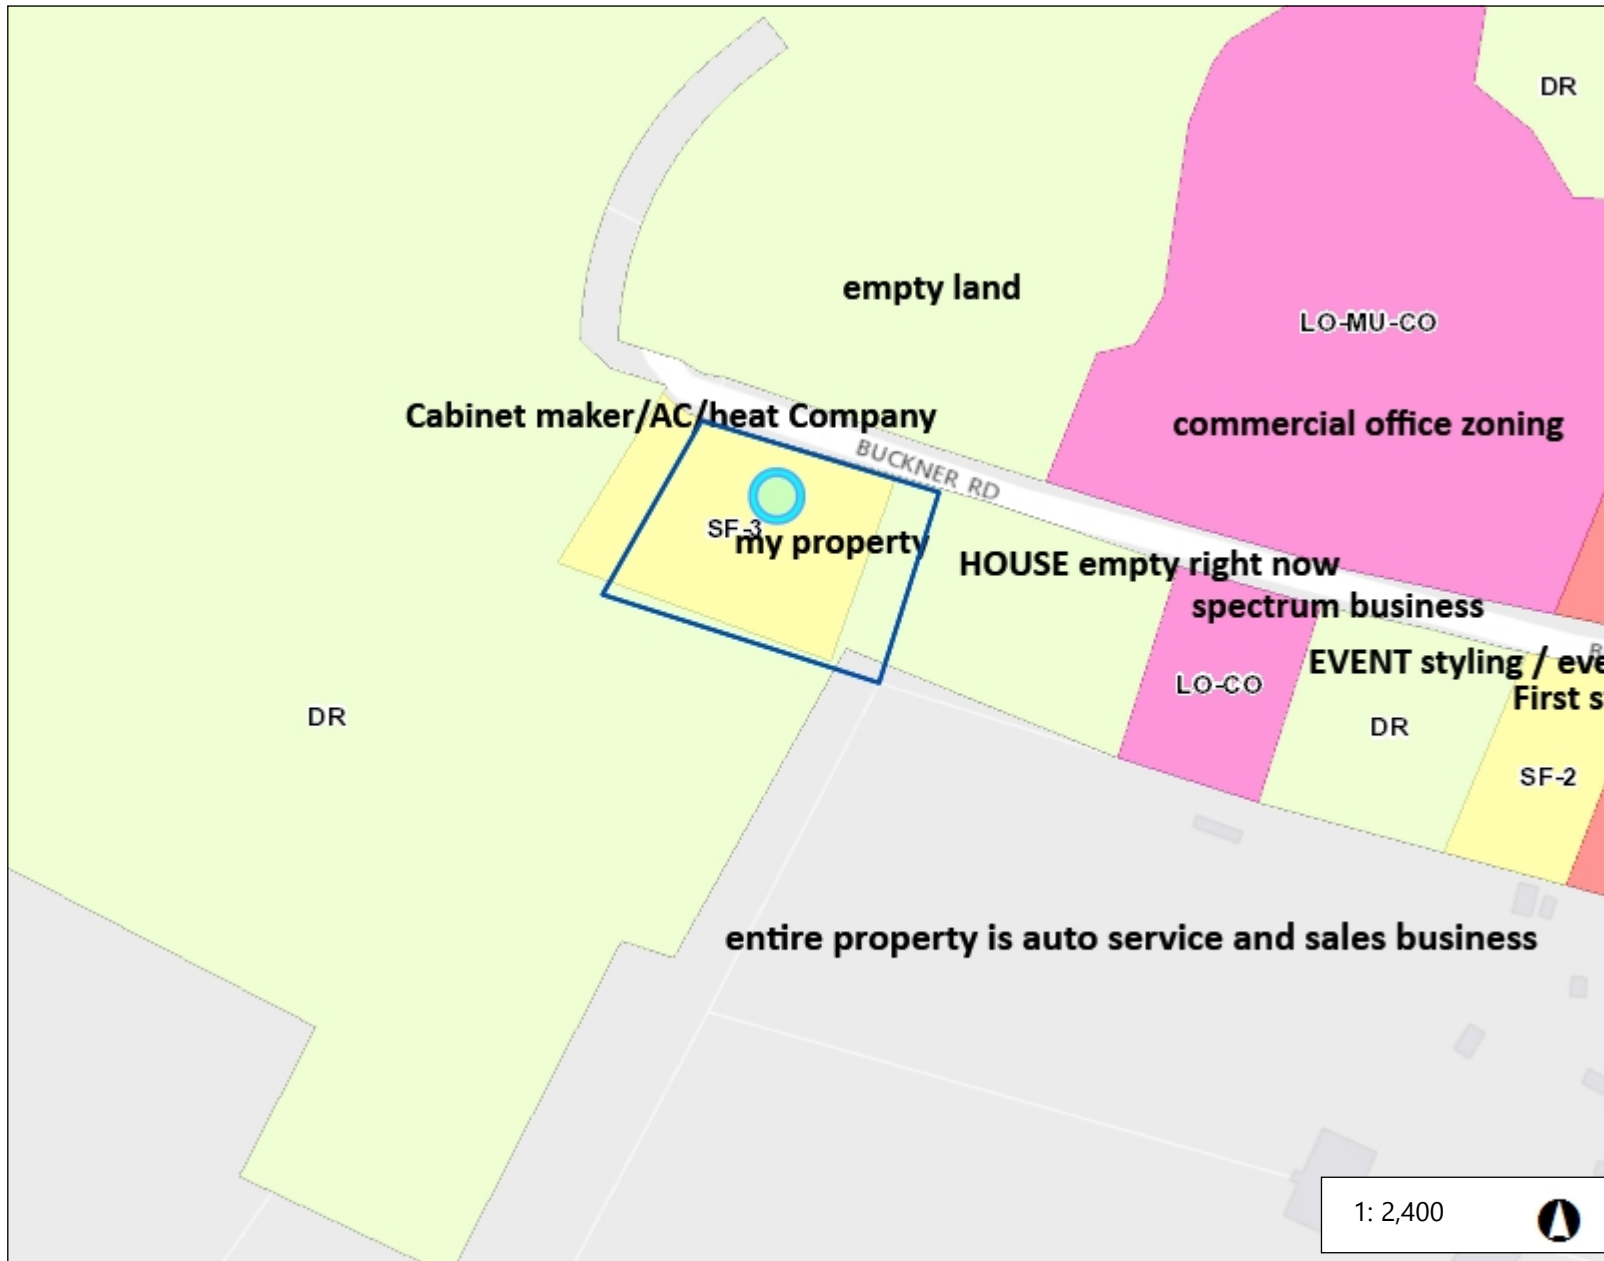 DR
empty land
LO-MU-CO
Cabinet maker/AC/heat Company
commercial office zoning
BUCKNER RD
SF-3
my property
HOUSE empty right now
spectrum business
EVENT styling / eve
First s
LO-CO
DR
DR
SF-2
entire property is auto service and sales business
1: 2,400